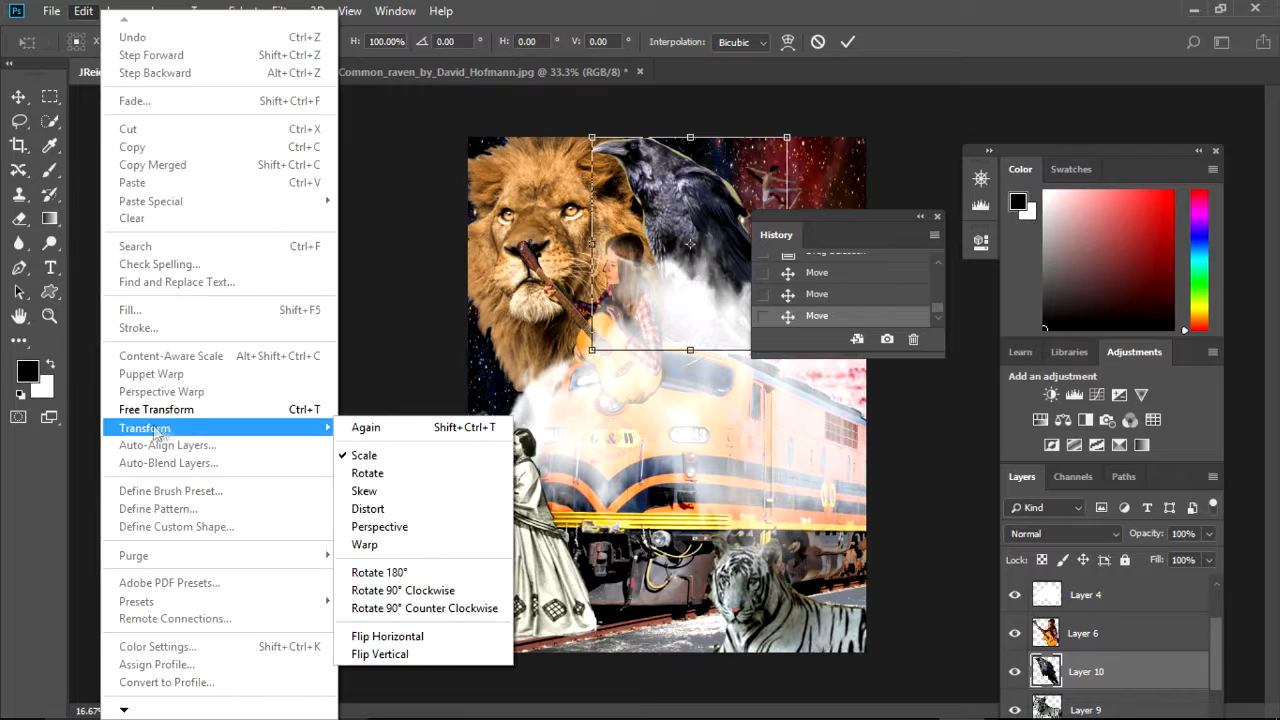 Ps File Edit View Window Help
H: 100.00% 0.00 ° H: 0.00 ° V: 0.00 ° Interpolation: Bicubic
Common_raven_by_David_Hofmann.jpg @ 33.3% (RGB/8) *
Undo Ctrl+Z
Step Forward Shift+Ctrl+Z
Step Backward Alt+Ctrl+Z
Fade... Shift+Ctrl+F
Cut Ctrl+X
Copy Ctrl+C
Copy Merged Shift+Ctrl+C
Paste Ctrl+V
Paste Special
Clear
Search Ctrl+F
Check Spelling...
Find and Replace Text...
Fill... Shift+F5
Stroke...
Content-Aware Scale Alt+Shift+Ctrl+C
Puppet Warp
Perspective Warp
Free Transform Ctrl+T
Transform
Auto-Align Layers...
Auto-Blend Layers...
Define Brush Preset...
Define Pattern...
Define Custom Shape...
Purge
Adobe PDF Presets...
Presets
Remote Connections...
Color Settings... Shift+Ctrl+K
Assign Profile...
Convert to Profile...
Again Shift+Ctrl+T
Scale
Rotate
Skew
Distort
Perspective
Warp
Rotate 180°
Rotate 90° Clockwise
Rotate 90° Counter Clockwise
Flip Horizontal
Flip Vertical
History
Move
Move
Move
Color Swatches
Learn Libraries Adjustments
Add an adjustment
Layers Channels Paths
Kind
Normal Opacity: 100%
Lock: Fill: 100%
Layer 4
Layer 6
Layer 10
Layer 9
16.67%